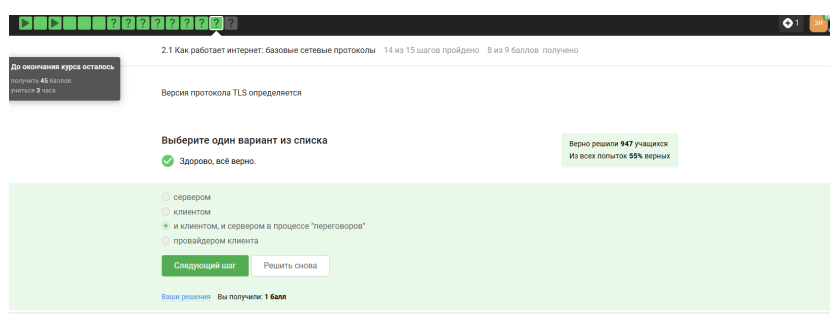 ? ? ? ? ? ? ? ? ?
1
ЭН
2.1 Как работает интернет: базовые сетевые протоколы 14 из 15 шагов пройдено 8 из 9 баллов получено
До окончания курса осталось
получить 45 баллов
учиться 3 часа
Версия протокола TLS определяется
Выберите один вариант из списка
Здорово, всё верно.
Верно решили 947 учащихся
Из всех попыток 55% верных
сервером
клиентом
и клиентом, и сервером в процессе "переговоров"
провайдером клиента
Следующий шаг Решить снова
Ваши решения Вы получили: 1 балл